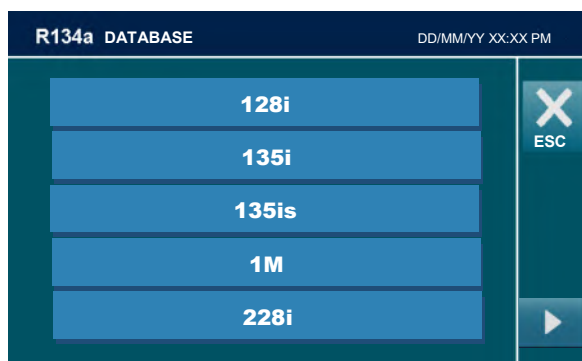 R134a DATABASE DD/MM/YY XX:XX PM
128i
ESC
135i
135is
1M
228i